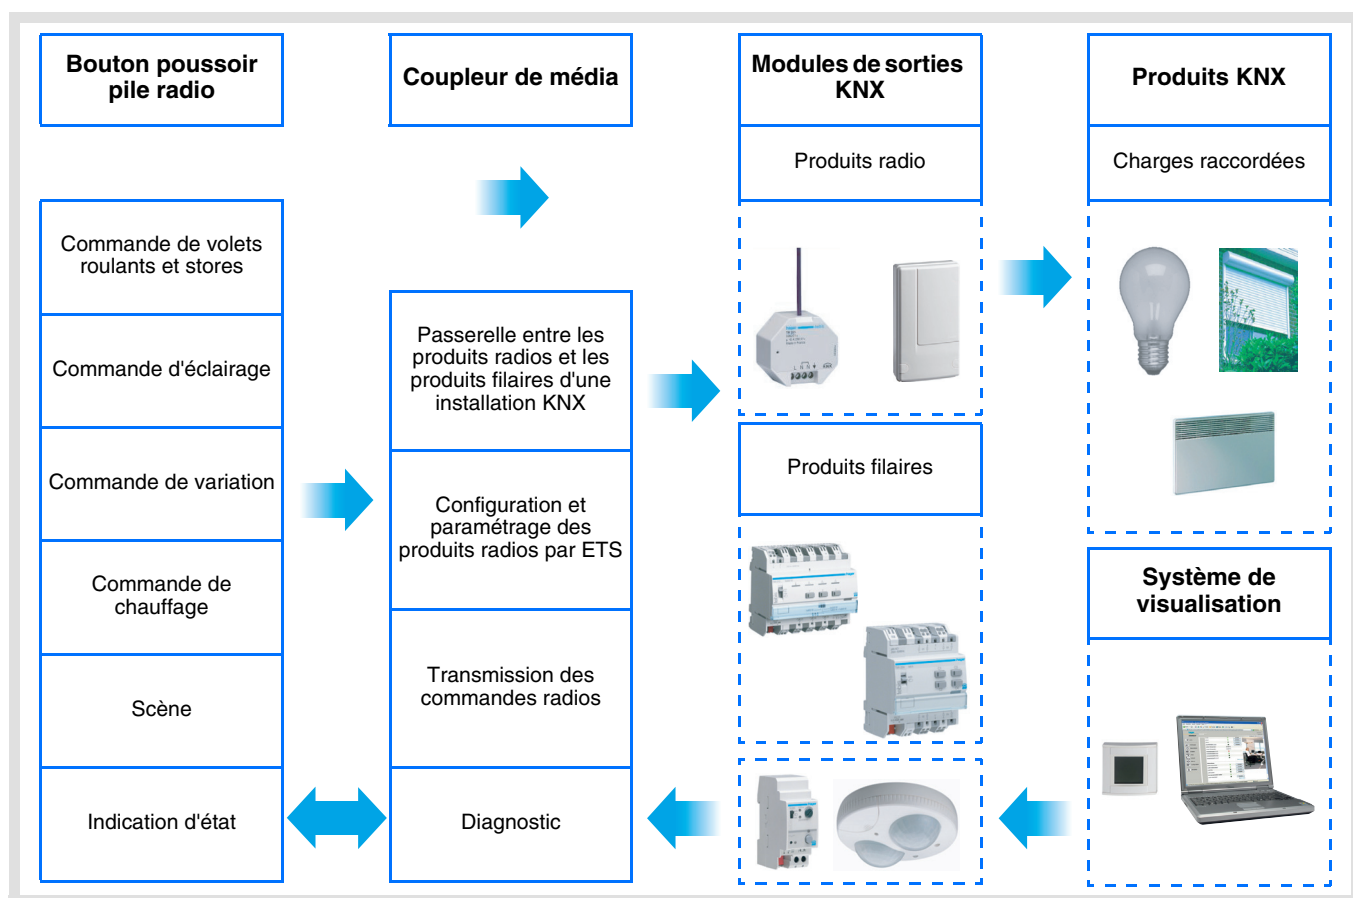 Bouton poussoir
pile radio
Commande de volets
roulants et stores
Commande d'éclairage
Commande de variation
Commande de
chauffage
Scène
Indication d'état
Coupleur de média
Passerelle entre les
produits radios et les
produits filaires d'une
installation KNX
Configuration et
paramétrage des
produits radios par ETS
Transmission des
commandes radios
Diagnostic
Modules de sorties
KNX
Produits radio
L N N
Produits filaires
Produits KNX
Charges raccordées
Système de
visualisation